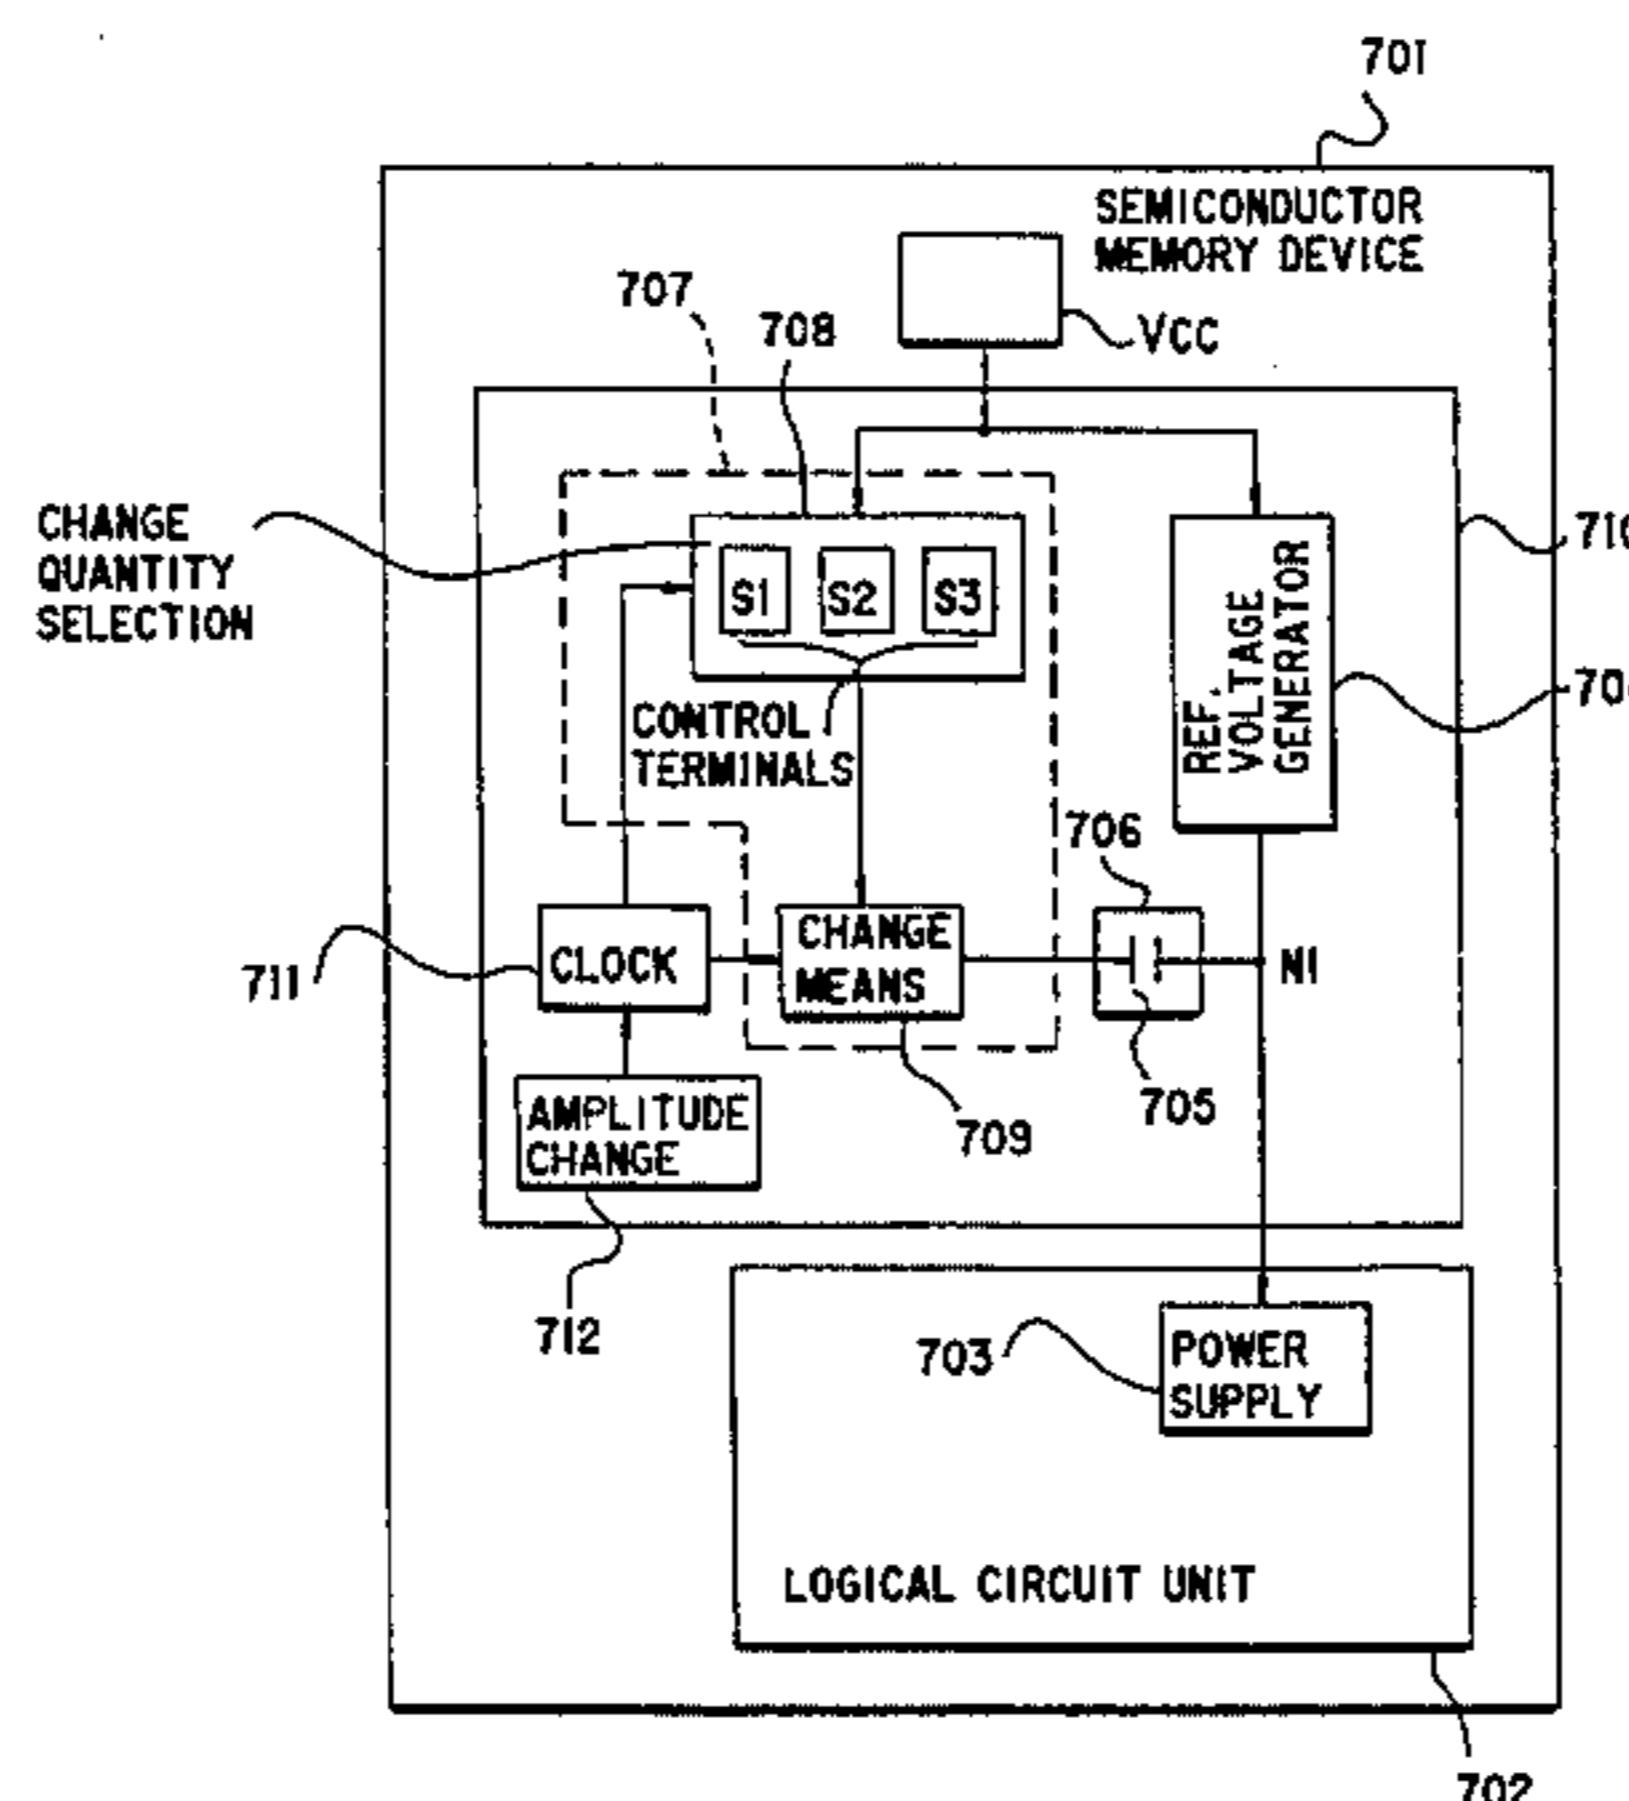 701
SEMICONDUCTOR
MEMORY DEVICE
707
708
VCC
CHANGE
QUANTITY
SELECTION
S1 S2 S3
REF.
VOLTAGE
GENERATOR
CONTROL
TERMINALS
706
711
CLOCK
CHANGE
MEANS
N1
705
AMPLITUDE
CHANGE
709
712
703
POWER
SUPPLY
LOGICAL CIRCUIT UNIT
702